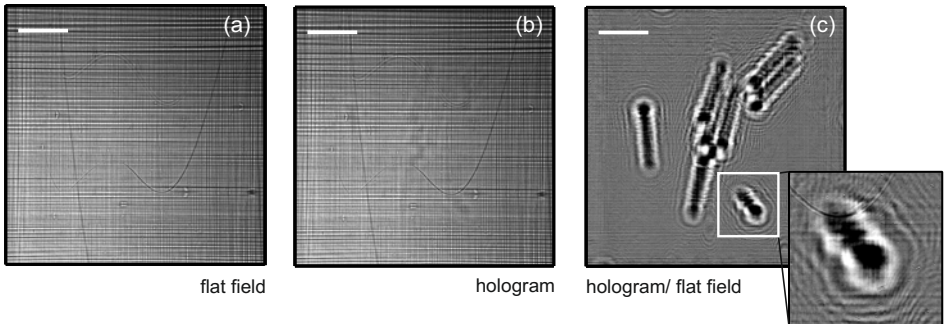 (a)
(b)
(c)
flat field
hologram
hologram/ flat field